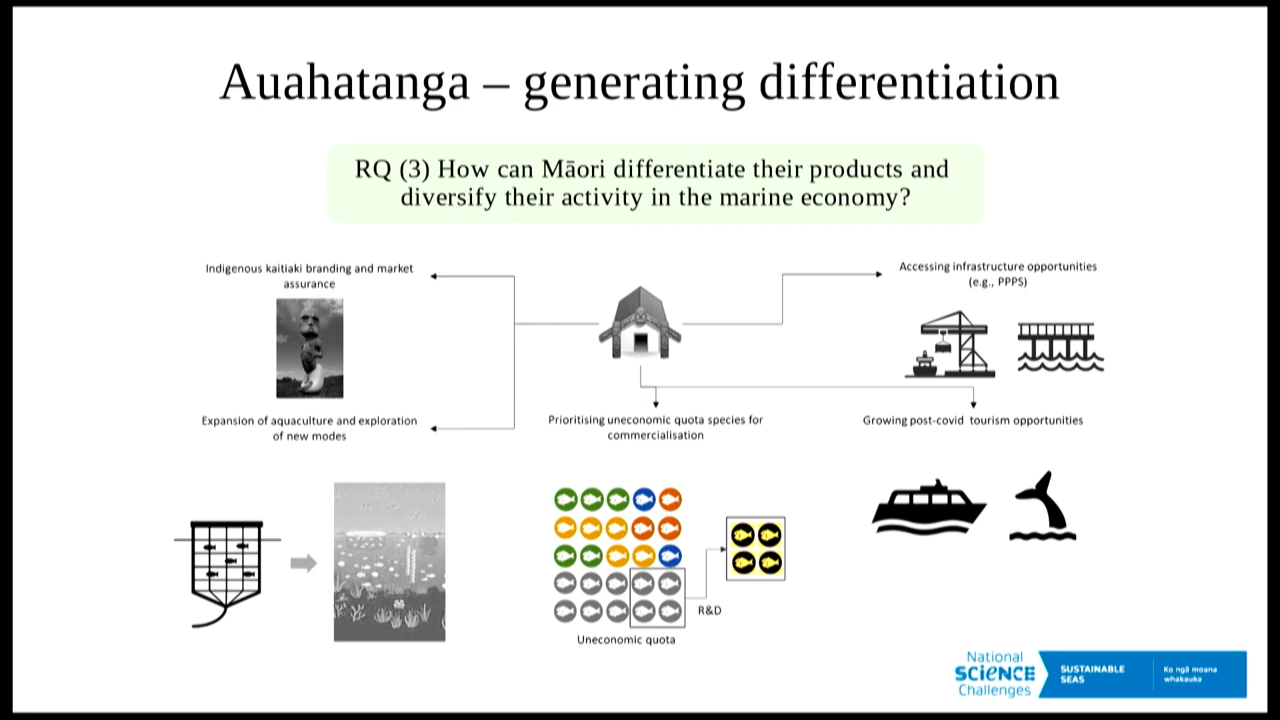 Auahatanga – generating differentiation
RQ (3) How can Māori differentiate their products and
diversify their activity in the marine economy?
Indigenous kaitiaki branding and market
assurance
Accessing infrastructure opportunities
(e.g., PPPS)
Expansion of aquaculture and exploration
of new modes
Prioritising uneconomic quota species for
commercialisation
Growing post-covid tourism opportunities
R&D
Uneconomic quota
National
SCIENCE
Challenges
SUSTAINABLE
SEAS
Ko ngā moana
whakauka